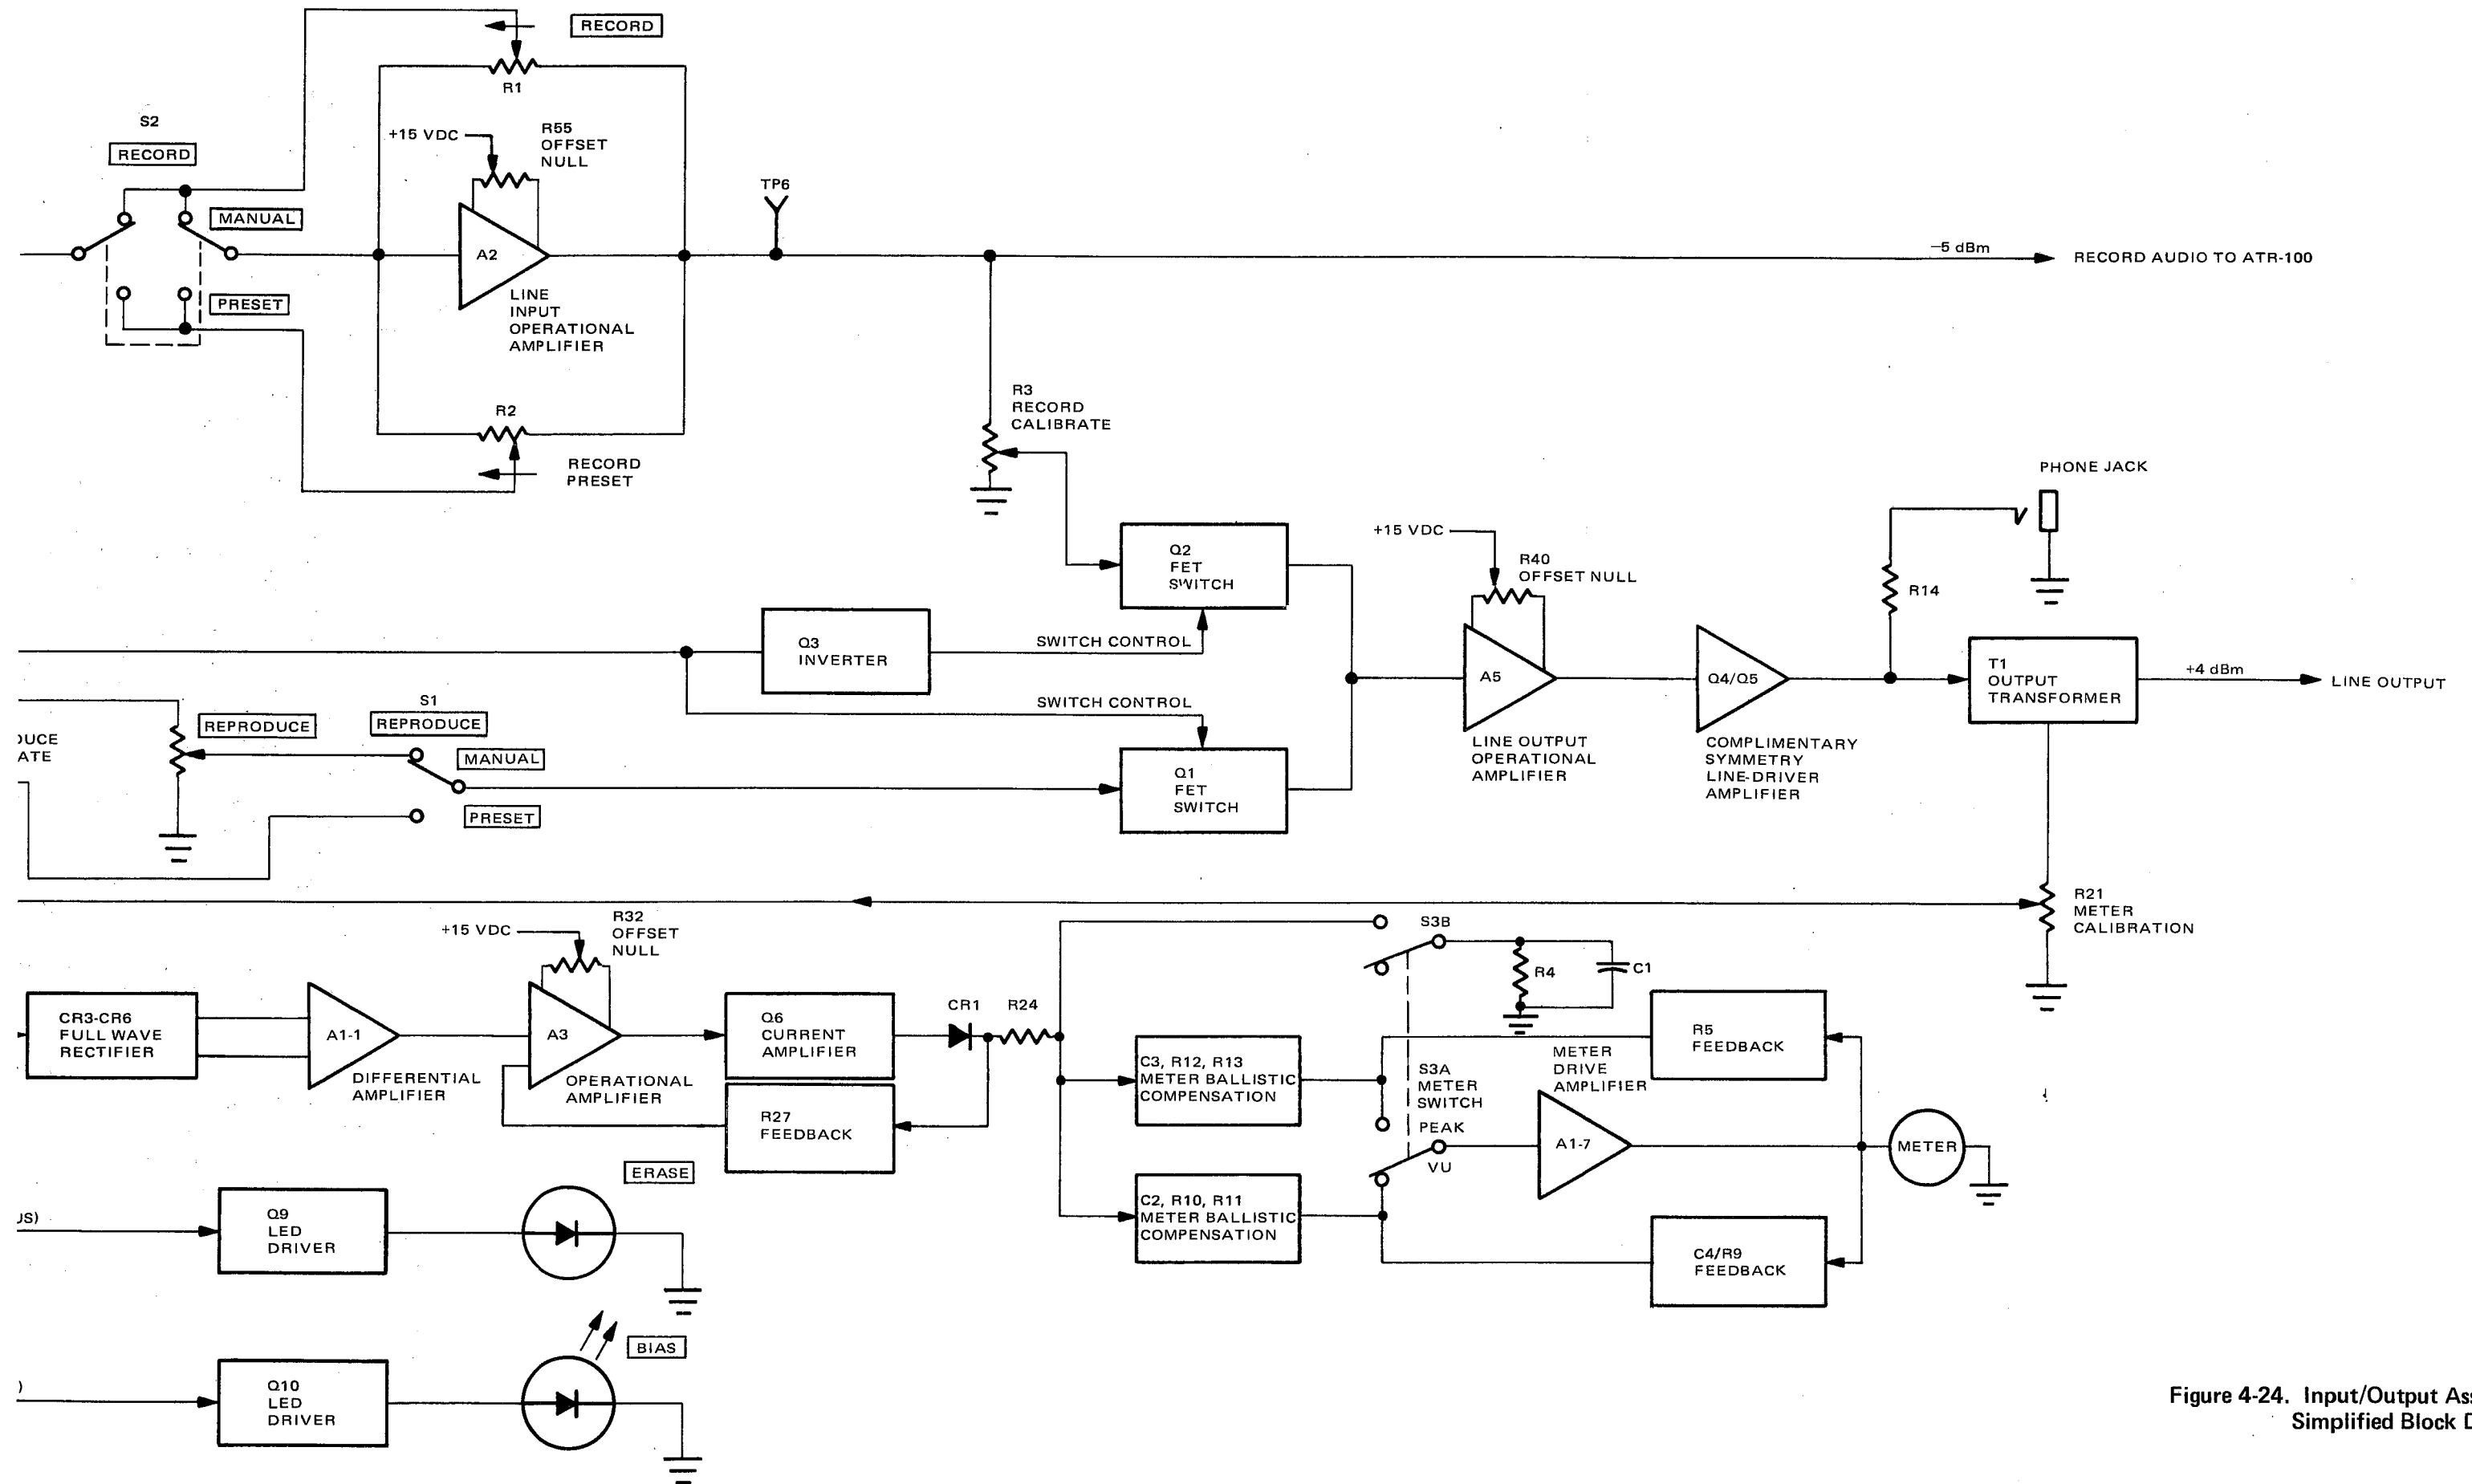 RECORD
R1
S2
RECORD
+15 VDC
R55
OFFSET
NULL
MANUAL
TP6
A2
PRESET
LINE
INPUT
OPERATIONAL
AMPLIFIER
—5 dBm
RECORD AUDIO TO ATR-100
R3
RECORD
CALIBRATE
R2
RECORD
PRESET
PHONE JACK
Q2
FET
SWITCH
+15 VDC
R40
OFFSET NULL
R14
Q3
INVERTER
SWITCH CONTROL
A5
Q4/Q5
T1
OUTPUT
TRANSFORMER
+4 dBm
LINE OUTPUT
SWITCH CONTROL
S1
REPRODUCE
REPRODUCE
DUCE
ATE
MANUAL
PRESET
Q1
FET
SWITCH
LINE OUTPUT
OPERATIONAL
AMPLIFIER
COMPLIMENTARY
SYMMETRY
LINE-DRIVER
AMPLIFIER
R21
METER
CALIBRATION
+15 VDC
R32
OFFSET
NULL
S3B
R4
C1
CR3-CR6
FULL WAVE
RECTIFIER
A1-1
DIFFERENTIAL
AMPLIFIER
A3
OPERATIONAL
AMPLIFIER
Q6
CURRENT
AMPLIFIER
CR1
R24
R27
FEEDBACK
C3, R12, R13
METER BALLISTIC
COMPENSATION
S3A
METER
SWITCH
PEAK
VU
METER
DRIVE
AMPLIFIER
A1-7
R5
FEEDBACK
METER
C2, R10, R11
METER BALLISTIC
COMPENSATION
C4/R9
FEEDBACK
ERASE
US)
Q9
LED
DRIVER
BIAS
)
Q10
LED
DRIVER
Figure 4-24. Input/Output Ass
Simplified Block D